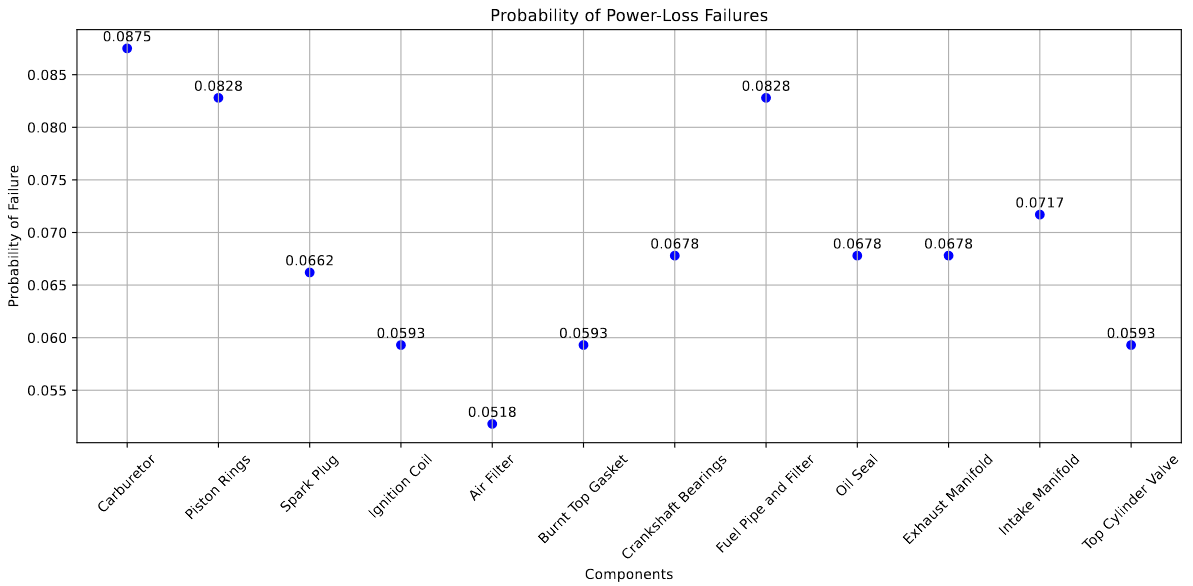 Probability of Power-Loss Failures
Probability of Failure
0.085
0.080
0.075
0.070
0.065
0.060
0.055
0.0875
0.0828
0.0662
0.0593
0.0518
0.0593
0.0678
0.0828
0.0678
0.0678
0.0717
0.0593
Carburetor
Piston Rings
Spark Plug
Ignition Coil
Air Filter
Burnt Top Gasket
Crankshaft Bearings
Fuel Pipe and Filter
Oil Seal
Exhaust Manifold
Intake Manifold
Top Cylinder Valve
Components